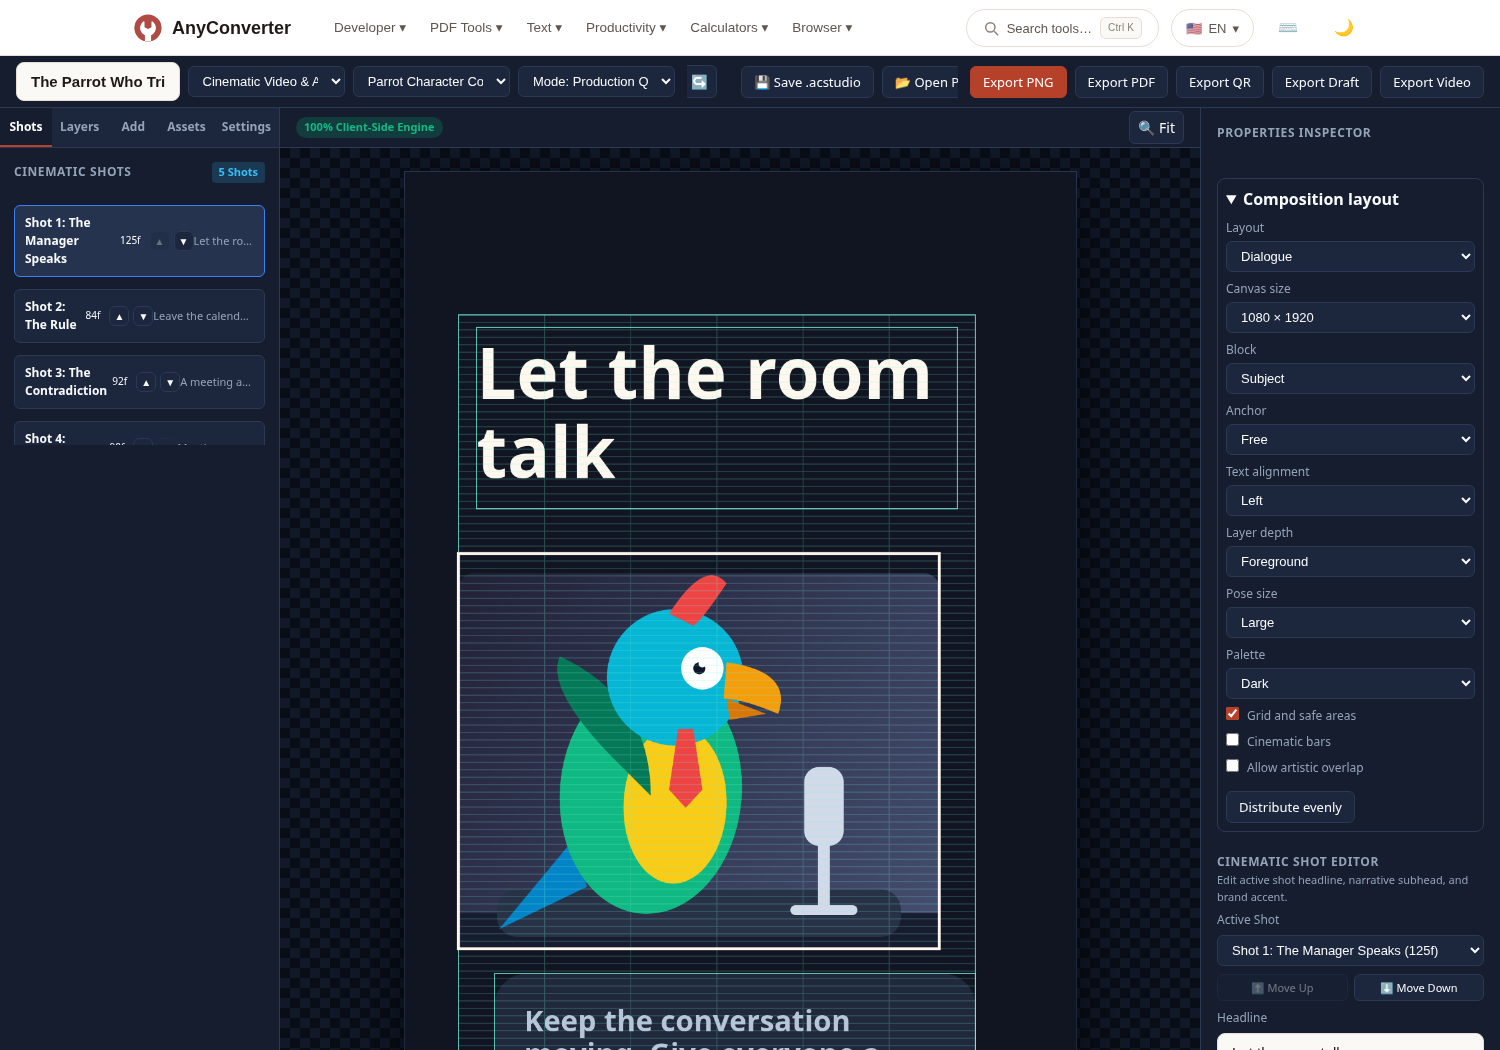 AnyConverter
Developer ▾
PDF Tools ▾
Text ▾
Productivity ▾
Calculators ▾
Browser ▾
Search tools…
Ctrl K
EN ▾
The Parrot Who Tri
Cinematic Video & A
Parrot Character Co
Mode: Production Q
Save .acstudio
Open P
Export PNG
Export PDF
Export QR
Export Draft
Export Video
Shots
Layers
Add
Assets
Settings
100% Client-Side Engine
Fit
CINEMATIC SHOTS
5 Shots
Shot 1: The
Manager
Speaks
125f
▲
▼
Let the ro…
Shot 2:
The Rule
84f
▲
▼
Leave the calend…
Shot 3: The
Contradiction
92f
▲
▼
A meeting a…
Shot 4:
Let the room
talk
Keep the conversation
PROPERTIES INSPECTOR
▼ Composition layout
Layout
Dialogue
Canvas size
1080 × 1920
Block
Subject
Anchor
Free
Text alignment
Left
Layer depth
Foreground
Pose size
Large
Palette
Dark
Grid and safe areas
Cinematic bars
Allow artistic overlap
Distribute evenly
CINEMATIC SHOT EDITOR
Edit active shot headline, narrative subhead, and
brand accent.
Active Shot
Shot 1: The Manager Speaks (125f)
Move Up
Move Down
Headline